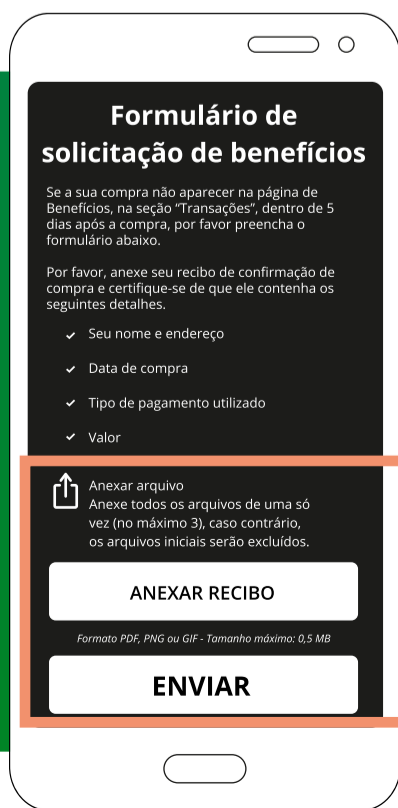 Formulário de
solicitação de benefícios
Se a sua compra não aparecer na página de
Benefícios, na seção “Transações”, dentro de 5
dias após a compra, por favor preencha o
formulário abaixo.
Por favor, anexe seu recibo de confirmação de
compra e certifique-se de que ele contenha os
seguintes detalhes.
Seu nome e endereço
Data de compra
Tipo de pagamento utilizado
Valor
Anexar arquivo
Anexe todos os arquivos de uma só
vez (no máximo 3), caso contrário,
os arquivos iniciais serão excluídos.
ANEXAR RECIBO
Formato PDF, PNG ou GIF - Tamanho máximo: 0,5 MB
ENVIAR